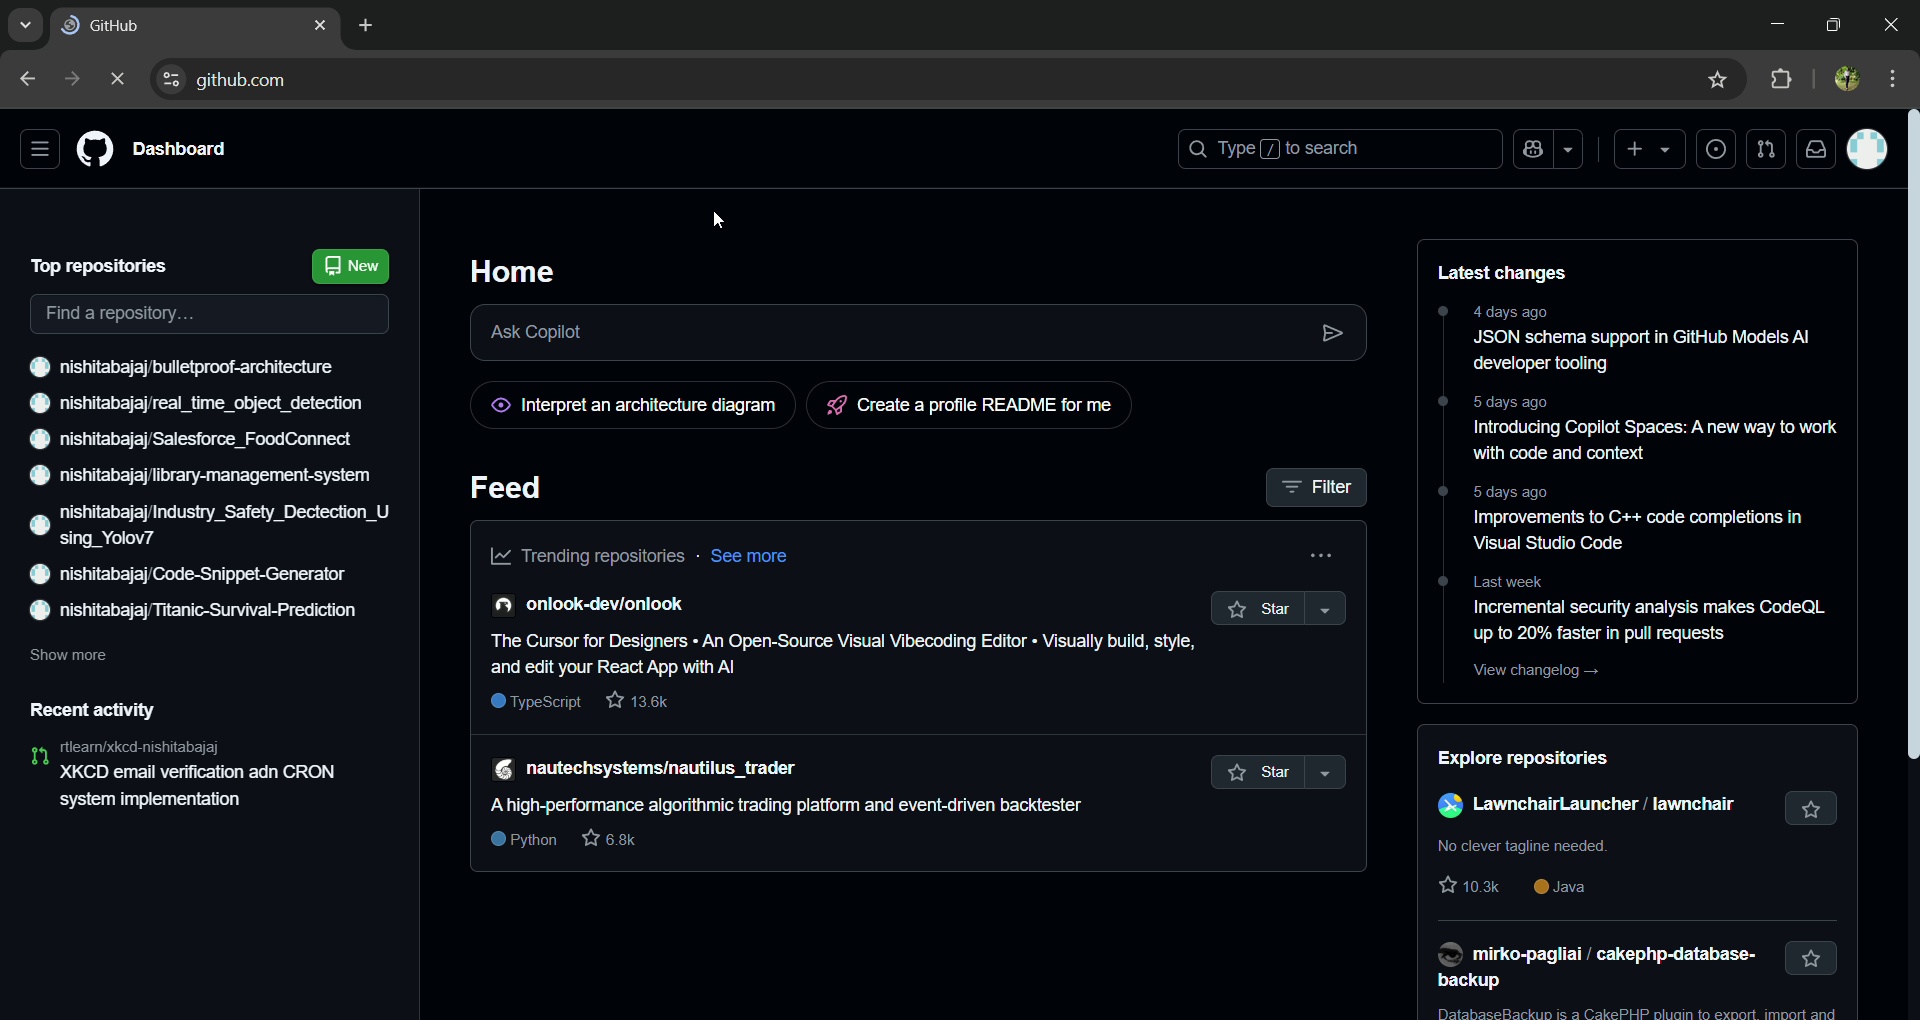 GitHub
github.com
Dashboard
Type / to search
Top repositories
New
Find a repository...
nishitabajaj/bulletproof-architecture
nishitabajaj/real_time_object_detection
nishitabajaj/Salesforce_FoodConnect
nishitabajaj/library-management-system
nishitabajaj/Industry_Safety_Dectection_U
sing_Yolov7
nishitabajaj/Code-Snippet-Generator
nishitabajaj/Titanic-Survival-Prediction
Show more
Recent activity
rtlearn/xkcd-nishitabajaj
XKCD email verification adn CRON
system implementation
Home
Ask Copilot
Interpret an architecture diagram
Create a profile README for me
Feed
Filter
Trending repositories · See more
onlook-dev/onlook
Star
The Cursor for Designers • An Open-Source Visual Vibecoding Editor • Visually build, style,
and edit your React App with AI
TypeScript 13.6k
nautechsystems/nautilus_trader
Star
A high-performance algorithmic trading platform and event-driven backtester
Python 6.8k
Latest changes
4 days ago
JSON schema support in GitHub Models AI
developer tooling
5 days ago
Introducing Copilot Spaces: A new way to work
with code and context
5 days ago
Improvements to C++ code completions in
Visual Studio Code
Last week
Incremental security analysis makes CodeQL
up to 20% faster in pull requests
View changelog →
Explore repositories
LawnchairLauncher / lawnchair
No clever tagline needed.
10.3k Java
mirko-pagliai / cakephp-database-
backup
DatabaseBackup is a CakePHP plugin to export, import and